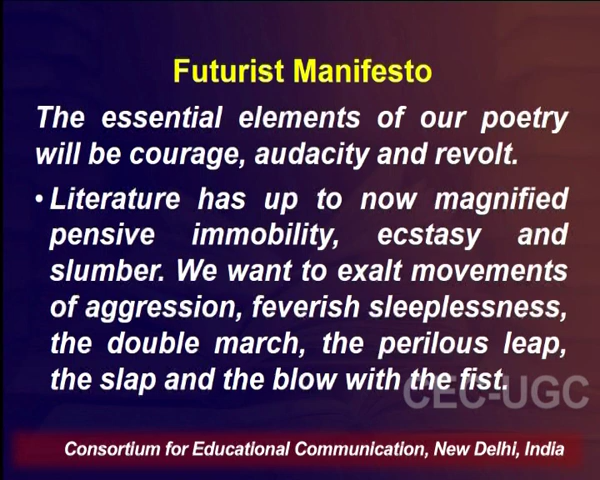 Futurist Manifesto
The essential elements of our poetry
will be courage, audacity and revolt.
• Literature has up to now magnified
pensive immobility, ecstasy and
slumber. We want to exalt movements
of aggression, feverish sleeplessness,
the double march, the perilous leap,
the slap and the blow with the fist.
CEC-UGC
Consortium for Educational Communication, New Delhi, India